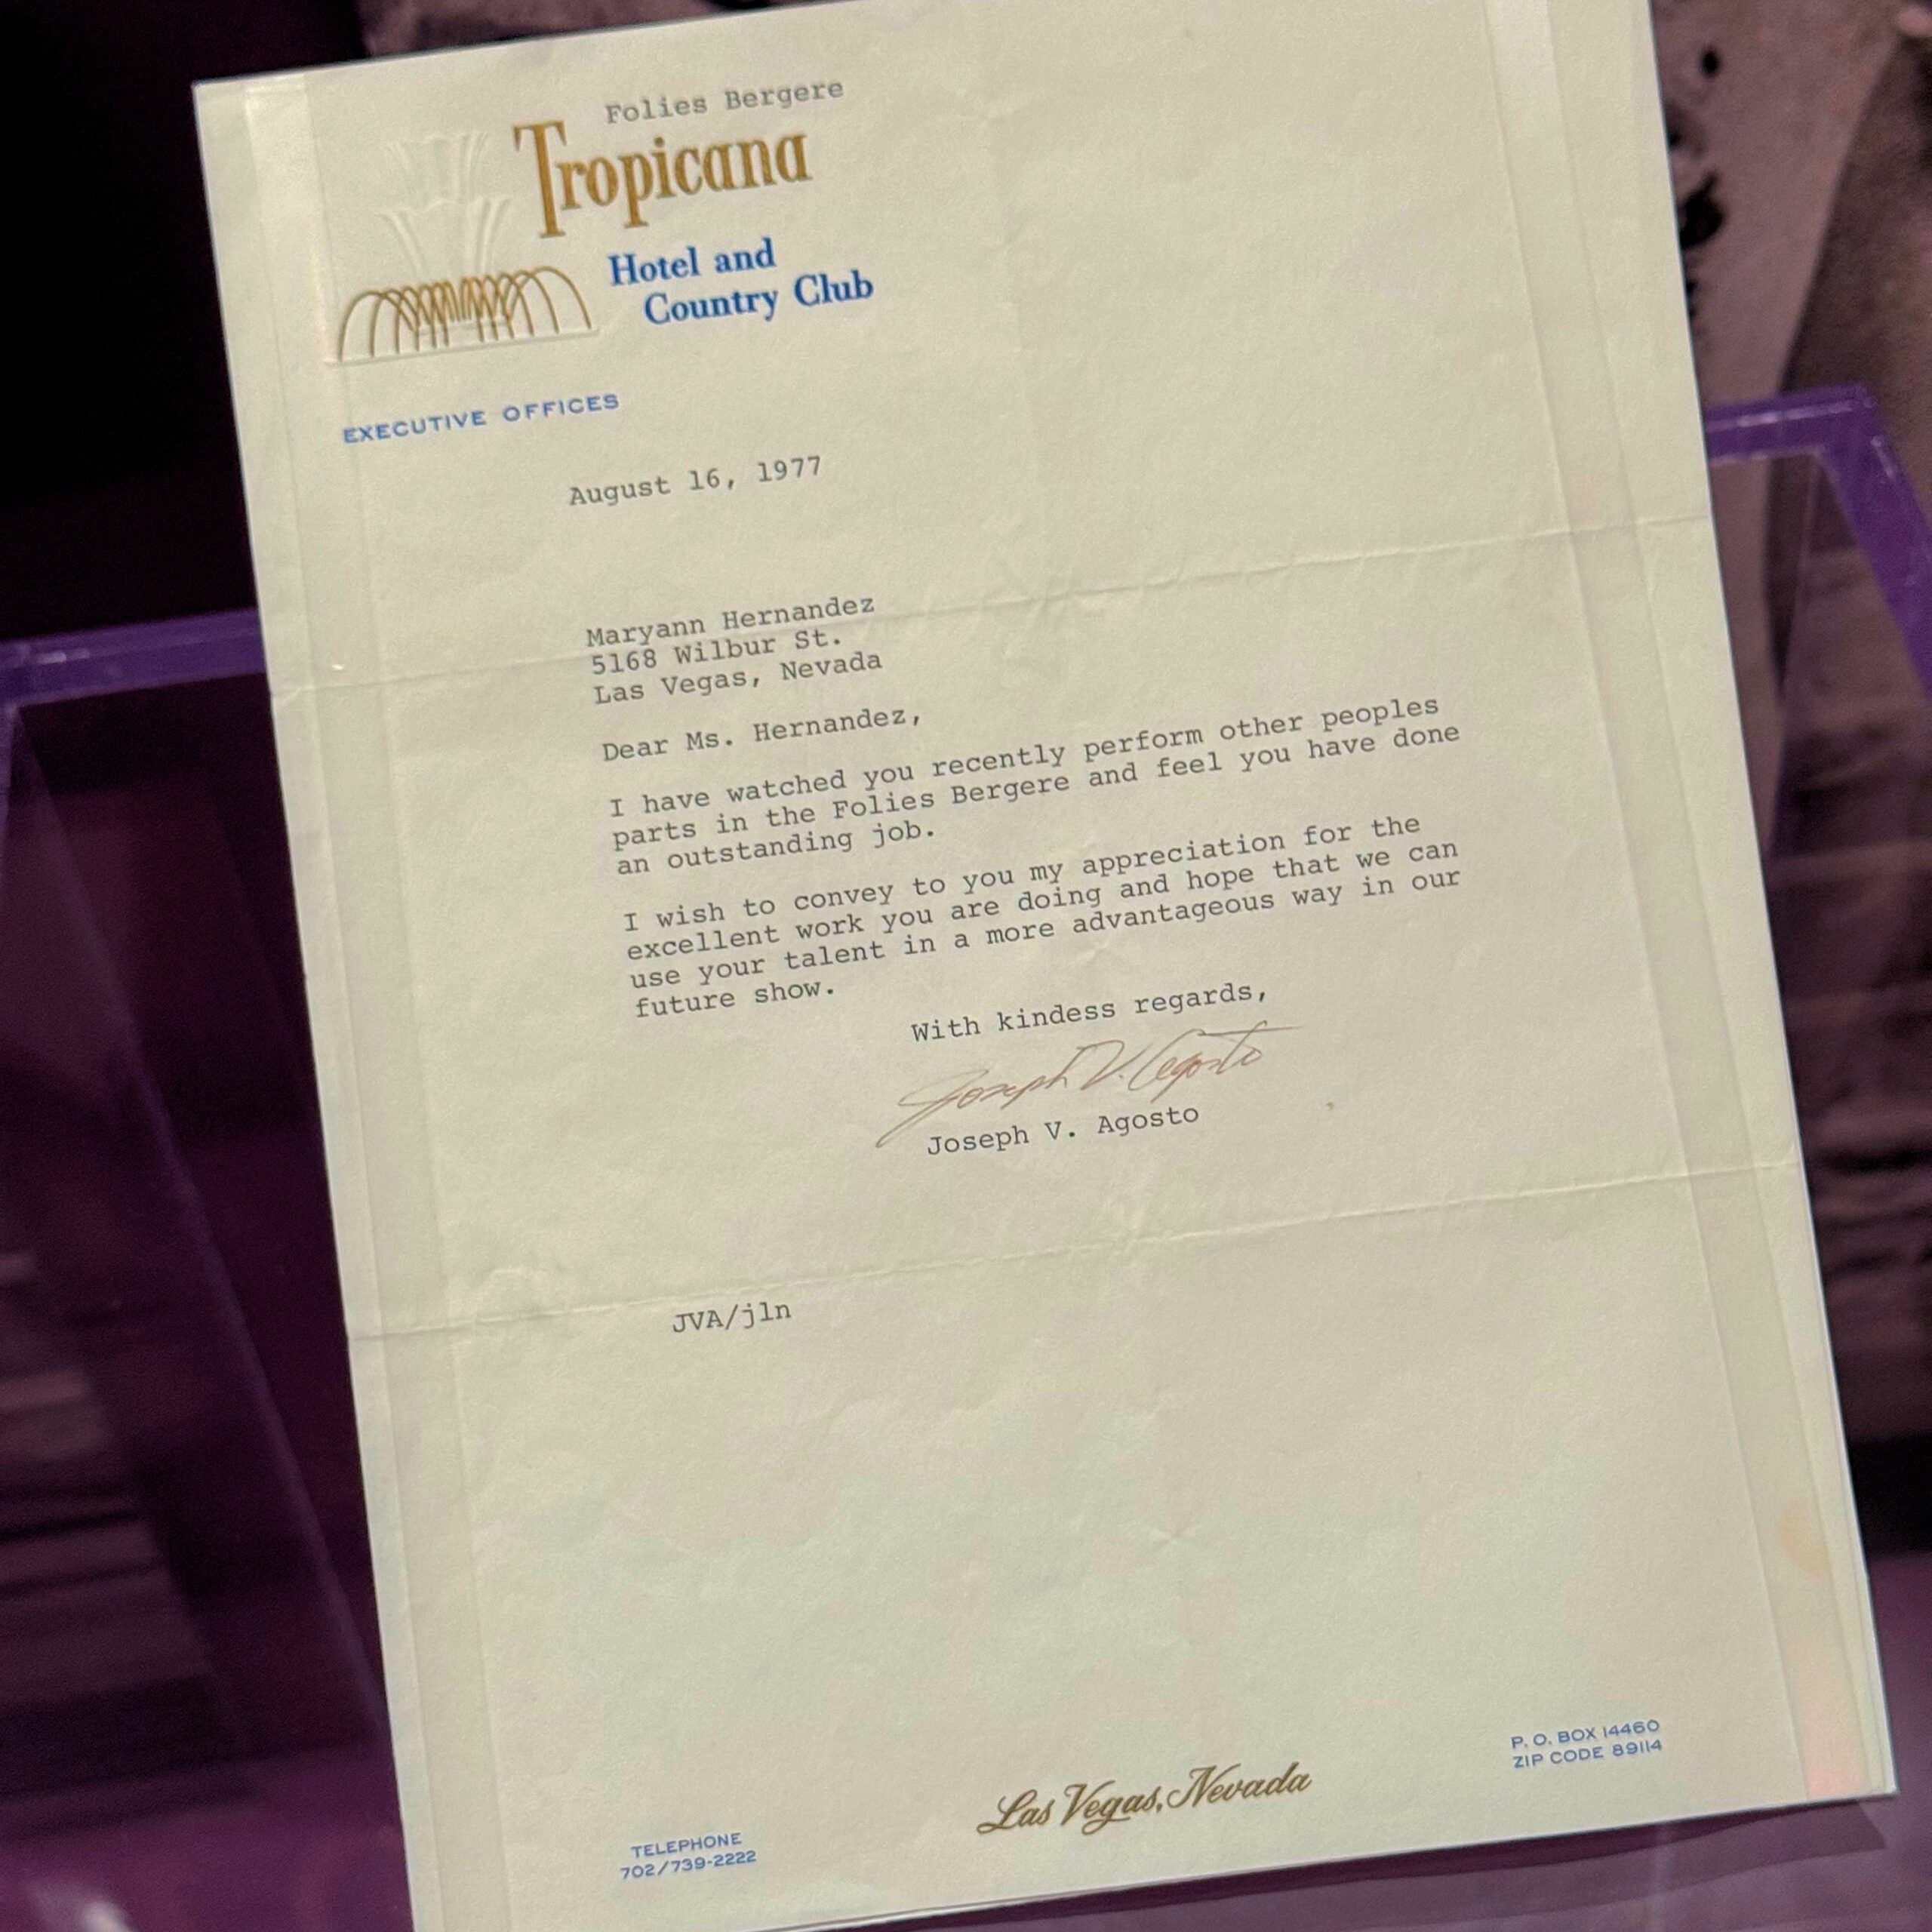 Folies Bergere
Tropicana
Hotel and
Country Club
EXECUTIVE OFFICES
August 16, 1977
Maryann Hernandez
5168 Wilbur St.
Las Vegas, Nevada
Dear Ms. Hernandez,
I have watched you recently perform other peoples
parts in the Folies Bergere and feel you have done
an outstanding job.
I wish to convey to you my appreciation for the
excellent work you are doing and hope that we can
use your talent in a more advantageous way in our
future show.
With kindess regards,
Joseph V. Agosto
Joseph V. Agosto
JVA/jln
Las Vegas, Nevada
P. O. BOX 14460
ZIP CODE 89114
TELEPHONE
702/739-2222